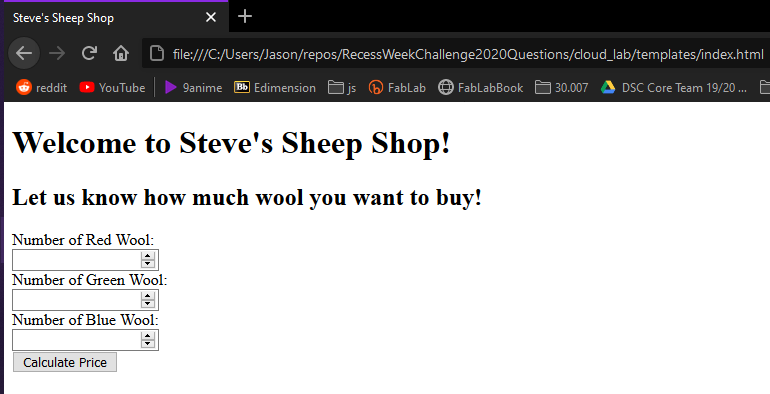 Steve's Sheep Shop
file:///C:/Users/Jason/repos/RecessWeekChallenge2020Questions/cloud_lab/templates/index.html
reddit YouTube 9anime Bb Edimension js FabLab FabLabBook 30.007 DSC Core Team 19/20 ...
Welcome to Steve's Sheep Shop!
Let us know how much wool you want to buy!
Number of Red Wool:
Number of Green Wool:
Number of Blue Wool:
Calculate Price